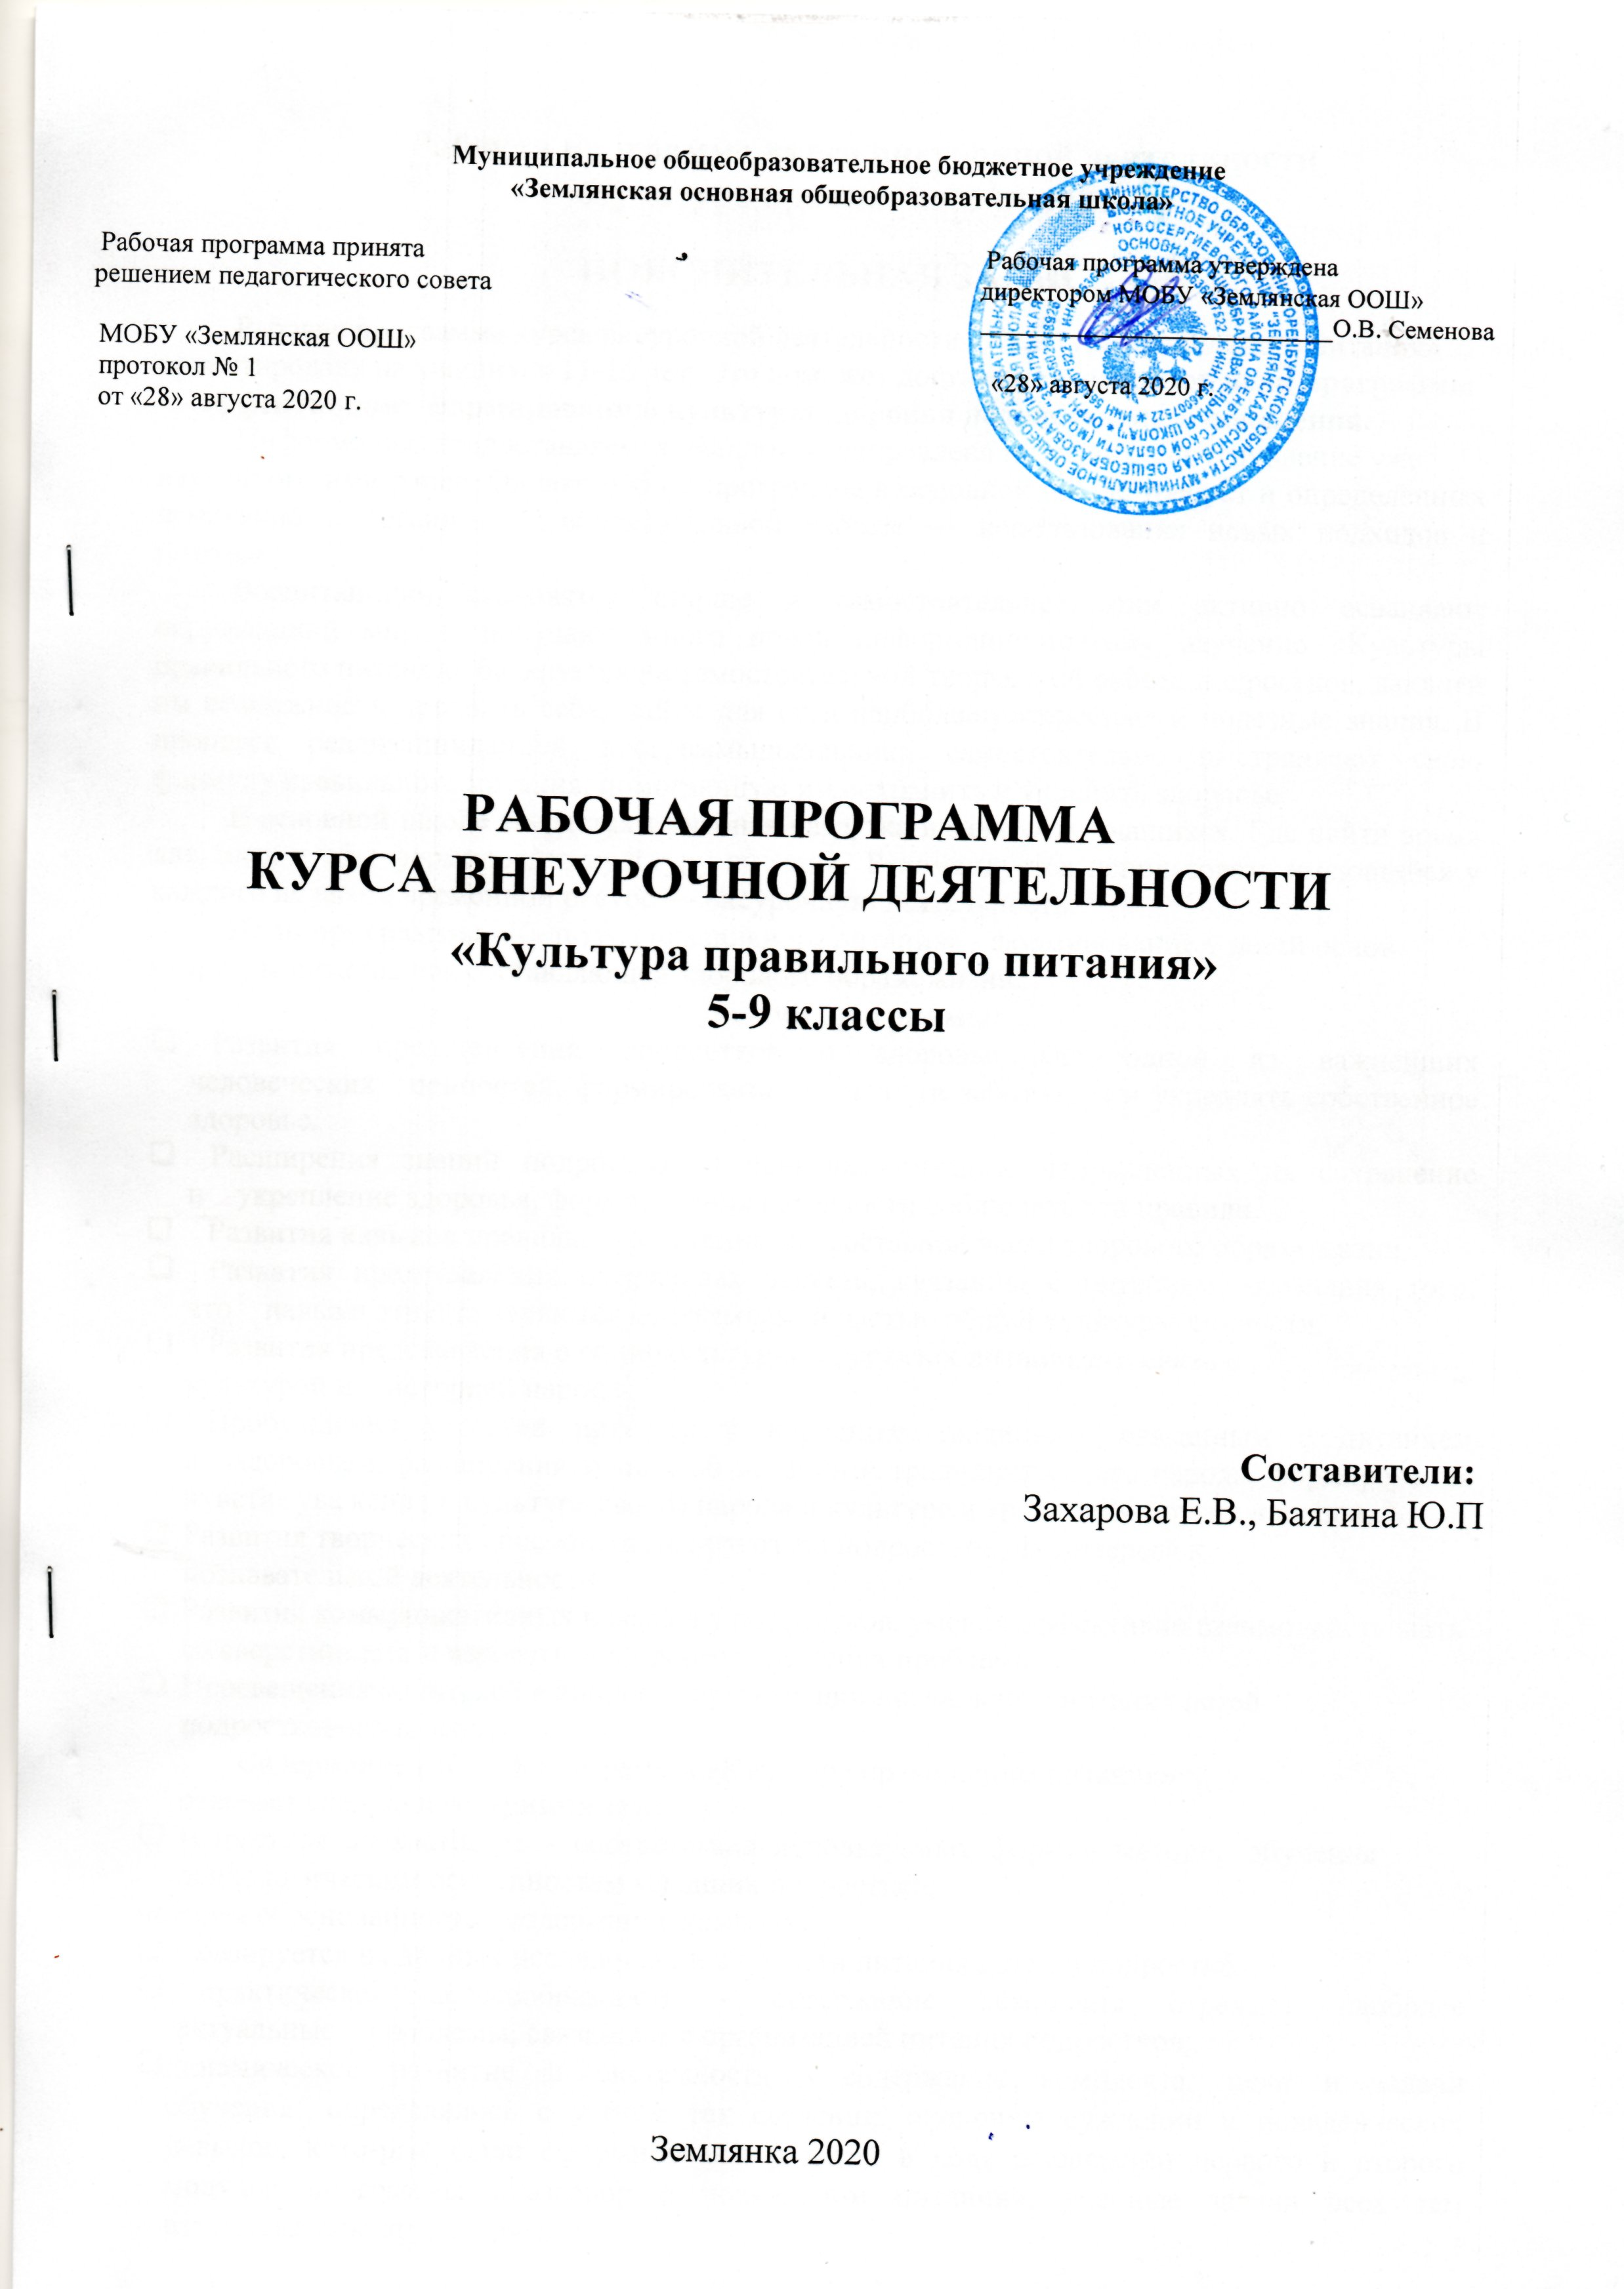 Муниципальное общеобразовательное бюджетное учреждение
«Землянская основная общеобразовательная школа»
Рабочая программа принята
решением педагогического совета
МОБУ «Землянская ООШ»
протокол № 1
от «28» августа 2020 г.
Рабочая программа утверждена
директором МОБУ «Землянская ООШ»
О.В. Семенова
«28» августа 2020 г.
РАБОЧАЯ ПРОГРАММА
КУРСА ВНЕУРОЧНОЙ ДЕЯТЕЛЬНОСТИ
«Культура правильного питания»
5-9 классы
Составители:
Захарова Е.В., Баятина Ю.П
Землянка 2020